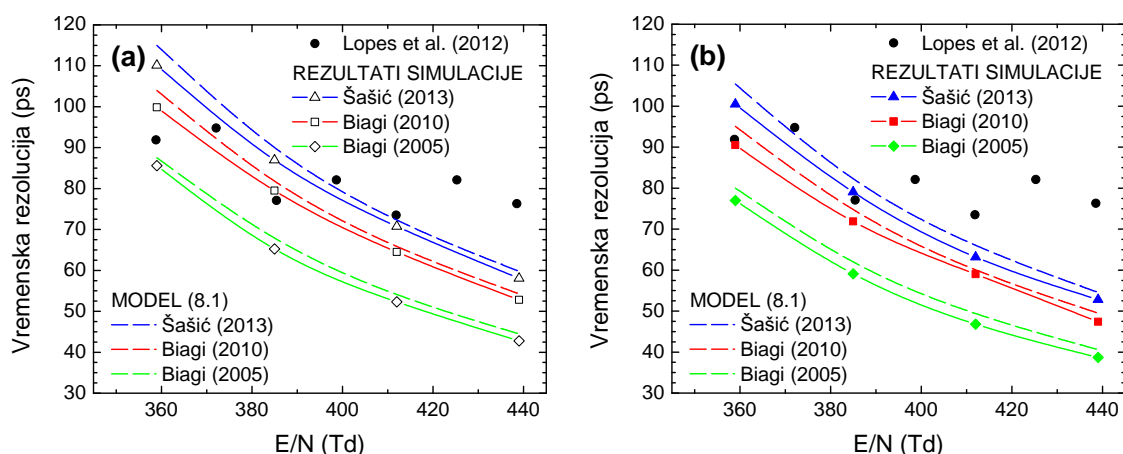 120
110
100
90
80
70
60
50
40
30
Vremenska rezolucija (ps)
(a)
Lopes et al. (2012)
REZULTATI SIMULACIJE
Šašić (2013)
Biagi (2010)
Biagi (2005)
MODEL (8.1)
Šašić (2013)
Biagi (2010)
Biagi (2005)
360 380 400 420 440
E/N (Td)
120
110
100
90
80
70
60
50
40
30
Vremenska rezolucija (ps)
(b)
Lopes et al. (2012)
REZULTATI SIMULACIJE
Šašić (2013)
Biagi (2010)
Biagi (2005)
MODEL (8.1)
Šašić (2013)
Biagi (2010)
Biagi (2005)
360 380 400 420 440
E/N (Td)